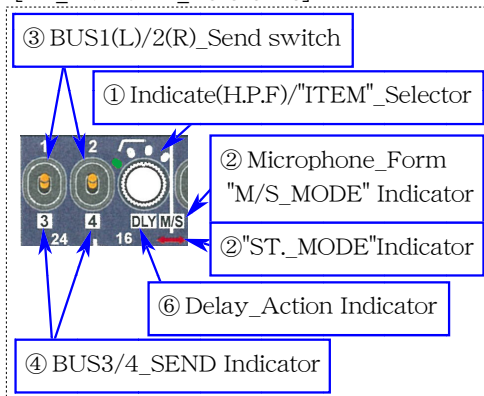 ③ BUS1(L)/2(R)_Send switch
① Indicate(H.P.F)/"ITEM"_Selector
1 2
② Microphone_Form
"M/S_MODE" Indicator
3 4 DLY M/S
24 16
②"ST._MODE"Indicator
⑥ Delay_Action Indicator
④ BUS3/4_SEND Indicator